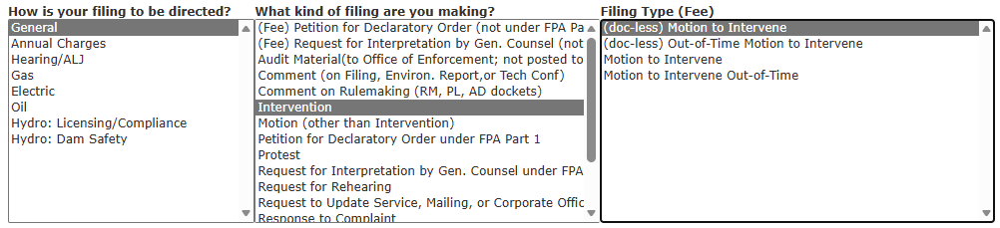 How is your filing to be directed?
General
Annual Charges
Hearing/ALJ
Gas
Electric
Oil
Hydro: Licensing/Compliance
Hydro: Dam Safety
What kind of filing are you making?
(Fee) Petition for Declaratory Order (not under FPA Pa
(Fee) Request for Interpretation by Gen. Counsel (not
Audit Material(to Office of Enforcement; not posted to
Comment (on Filing, Environ. Report,or Tech Conf)
Comment on Rulemaking (RM, PL, AD dockets)
Intervention
Motion (other than Intervention)
Petition for Declaratory Order under FPA Part 1
Protest
Request for Interpretation by Gen. Counsel under FPA
Request for Rehearing
Request to Update Service, Mailing, or Corporate Offic
Response to Complaint
Filing Type (Fee)
(doc-less) Motion to Intervene
(doc-less) Out-of-Time Motion to Intervene
Motion to Intervene
Motion to Intervene Out-of-Time